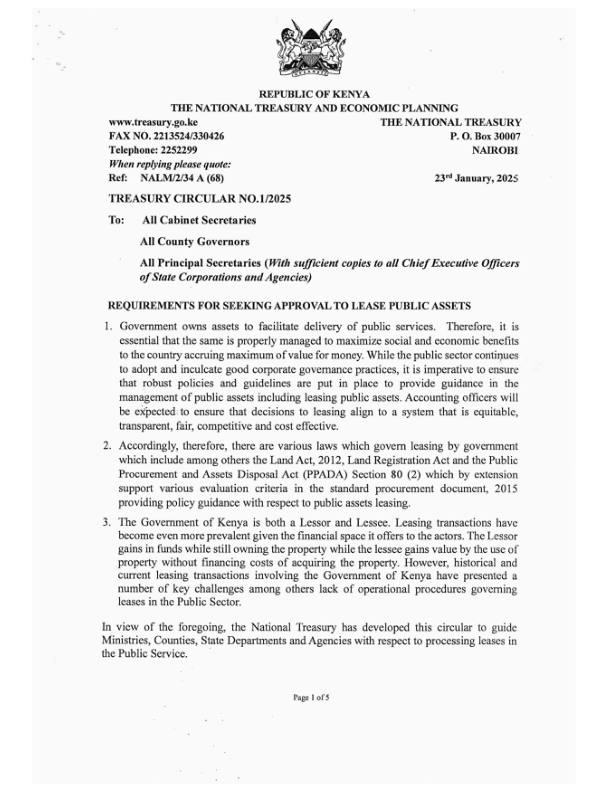 REPUBLIC OF KENYA
THE NATIONAL TREASURY AND ECONOMIC PLANNING
www.treasury.go.ke THE NATIONAL TREASURY
FAX NO. 2213524/330426 P. O. Box 30007
Telephone: 2252299 NAIROBI
When replying please quote:
Ref: NALM/2/34 A (68) 23rd January, 2025
TREASURY CIRCULAR NO.1/2025
To: All Cabinet Secretaries
All County Governors
All Principal Secretaries (With sufficient copies to all Chief Executive Officers
of State Corporations and Agencies)
REQUIREMENTS FOR SEEKING APPROVAL TO LEASE PUBLIC ASSETS
1. Government owns assets to facilitate delivery of public services. Therefore, it is
essential that the same is properly managed to maximize social and economic benefits
to the country accruing maximum of value for money. While the public sector continues
to adopt and inculcate good corporate governance practices, it is imperative to ensure
that robust policies and guidelines are put in place to provide guidance in the
management of public assets including leasing public assets. Accounting officers will
be expected to ensure that decisions to leasing align to a system that is equitable,
transparent, fair, competitive and cost effective.
2. Accordingly, therefore, there are various laws which govern leasing by government
which include among others the Land Act, 2012, Land Registration Act and the Public
Procurement and Assets Disposal Act (PPADA) Section 80 (2) which by extension
support various evaluation criteria in the standard procurement document, 2015
providing policy guidance with respect to public assets leasing.
3. The Government of Kenya is both a Lessor and Lessee. Leasing transactions have
become even more prevalent given the financial space it offers to the actors. The Lessor
gains in funds while still owning the property while the lessee gains value by the use of
property without financing costs of acquiring the property. However, historical and
current leasing transactions involving the Government of Kenya have presented a
number of key challenges among others lack of operational procedures governing
leases in the Public Sector.
In view of the foregoing, the National Treasury has developed this circular to guide
Ministries, Counties, State Departments and Agencies with respect to processing leases in
the Public Service.
Page 1 of 5